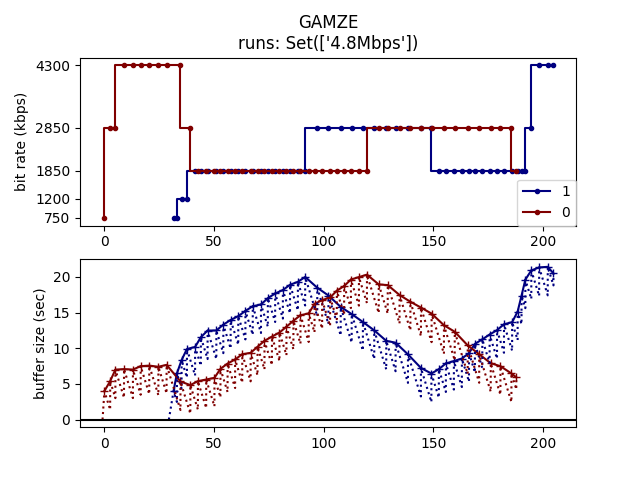 GAMZE
runs: Set(['4.8Mbps'])
bit rate (kbps)
4300
2850
1850
1200
750
1
0
0 50 100 150 200
buffer size (sec)
20
15
10
5
0
0 50 100 150 200